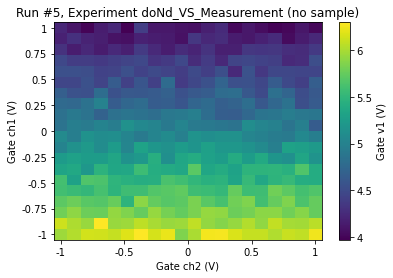 Run #5, Experiment doNd_VS_Measurement (no sample)
Gate ch1 (V)
1
0.75
0.5
0.25
0
-0.25
-0.5
-0.75
-1
-1 -0.5 0 0.5 1
Gate ch2 (V)
6
5.5
5
4.5
4
Gate v1 (V)